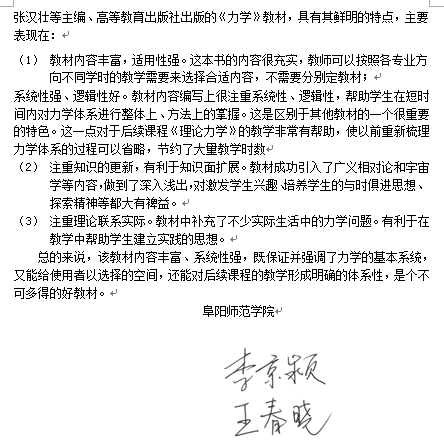 张汉壮等主编、高等教育出版社出版的《力学》教材，具有其鲜明的特点，主要
表现在：
（1） 教材内容丰富，适用性强。这本书的内容很充实，教师可以按照各专业方
向不同学时的教学需要来选择合适内容，不需要分别定教材；
系统性强、逻辑性好。教材内容编写上很注重系统性、逻辑性，帮助学生在短时
间内对力学体系进行整体上、方法上的掌握。这是区别于其他教材的一个很重要
的特色。这一点对于后续课程《理论力学》的教学非常有帮助，使以前重新梳理
力学体系的过程可以省略，节约了大量教学时数
（2） 注重知识的更新，有利于知识面扩展。教材成功引入了广义相对论和宇宙
学等内容，做到了深入浅出，对激发学生兴趣、培养学生的与时俱进思想、
探索精神等都大有裨益。
（3） 注重理论联系实际。教材中补充了不少实际生活中的力学问题。有利于在
教学中帮助学生建立实践的思想。
总的来说，该教材内容丰富、系统性强，既保证并强调了力学的基本系统，
又能给使用者以选择的空间，还能对后续课程的教学形成明确的体系性，是个不
可多得的好教材。
阜阳师范学院
李京颍
王春晓